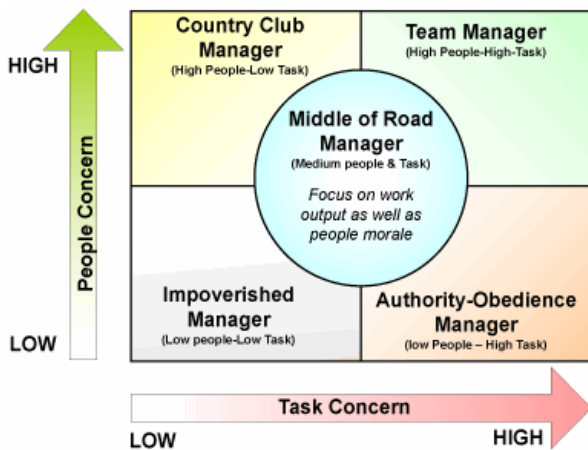 HIGH
People Concern
LOW
Country Club
Manager
(High People-Low Task)
Team Manager
(High People-High-Task)
Middle of Road
Manager
(Medium people & Task)
Focus on work
output as well as
people morale
Impoverished
Manager
(Low people-Low Task)
Authority-Obedience
Manager
(low People – High Task)
Task Concern
LOW
HIGH